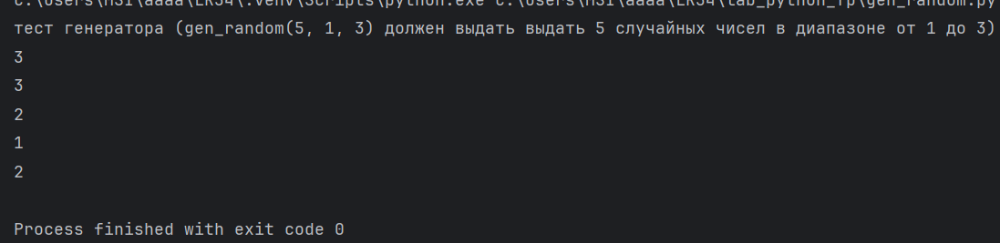 C:\Users\MSI\aaaa\LR34\.venv\Scripts\python.exe C:\Users\MSI\aaaa\LR34\lab_python_fp\gen_random.py
тест генератора (gen_random(5, 1, 3) должен выдать выдать 5 случайных чисел в диапазоне от 1 до 3)
3
3
2
1
2
Process finished with exit code 0